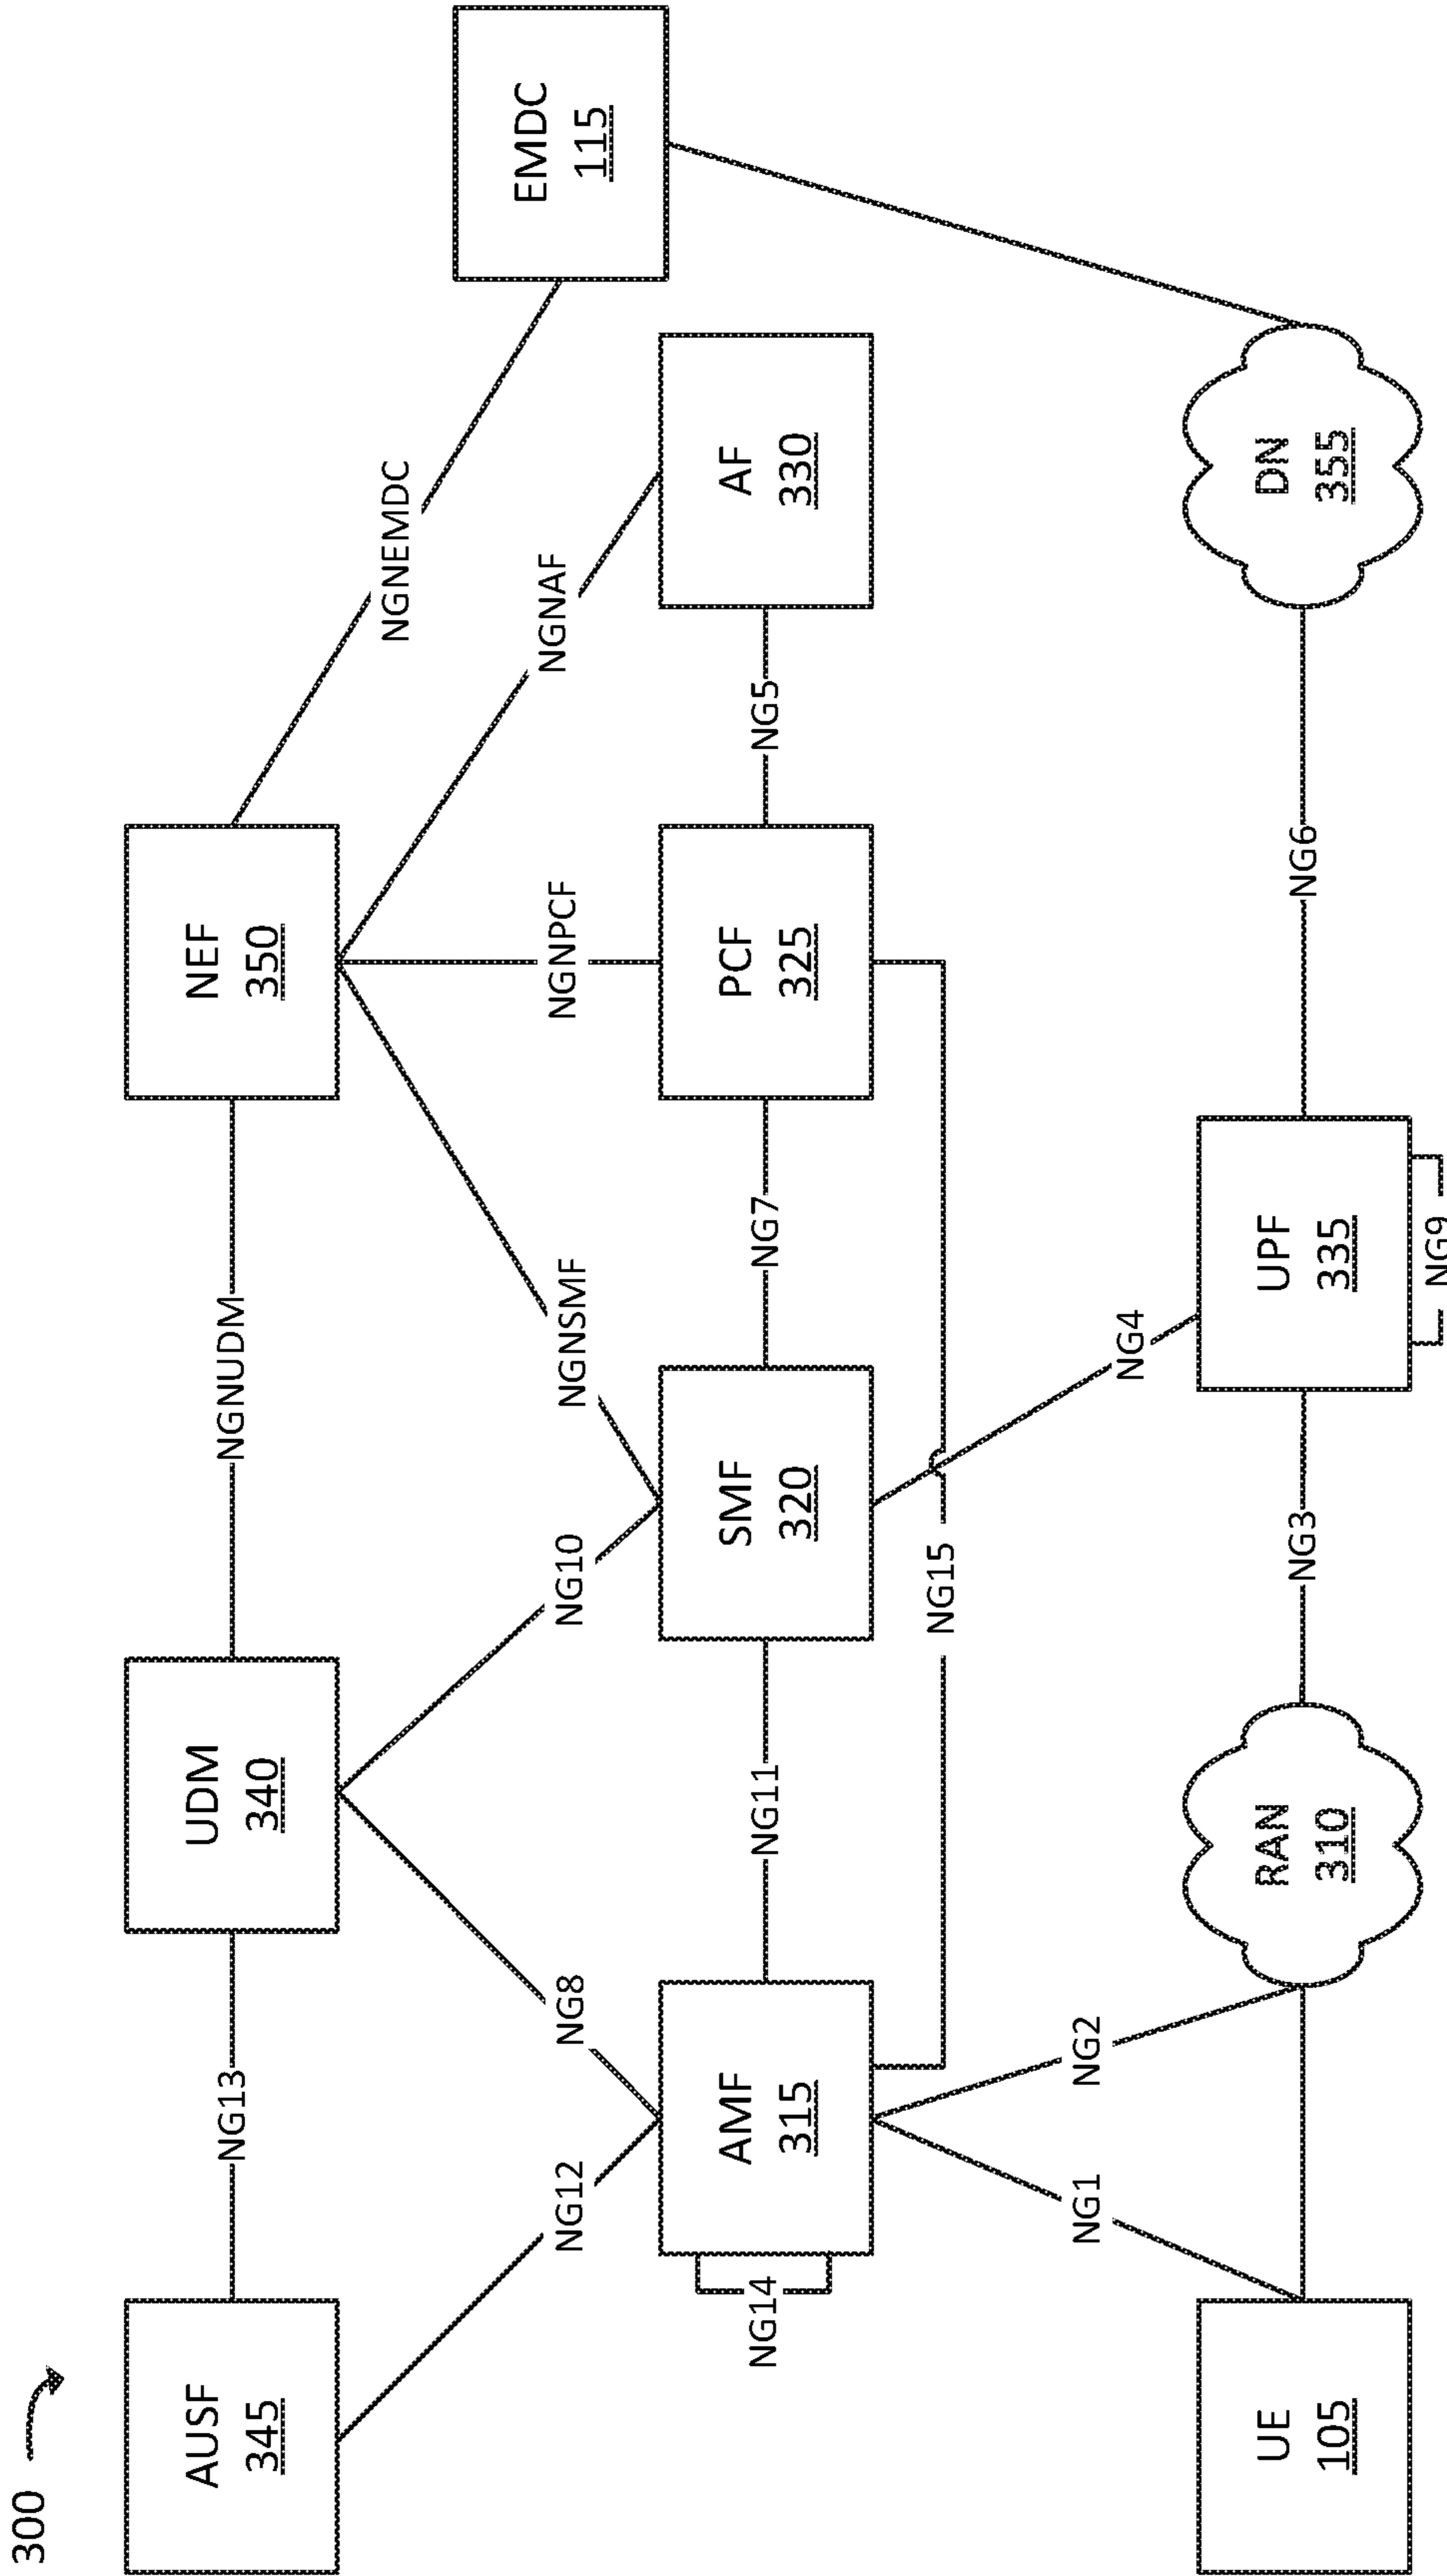 300
AUSF
345
NG13
UDM
340
NGNUDM
NEF
350
NGNEMDC
EMDC
115
NG12
NG8
NG10
NGNSMF
NGNPCF
NGNAF
NG14
AMF
315
NG11
SMF
320
NG7
PCF
325
NG5
AF
330
NG15
NG1
NG2
NG4
UE
105
RAN
310
NG3
UPF
335
NG6
DN
355
NG9